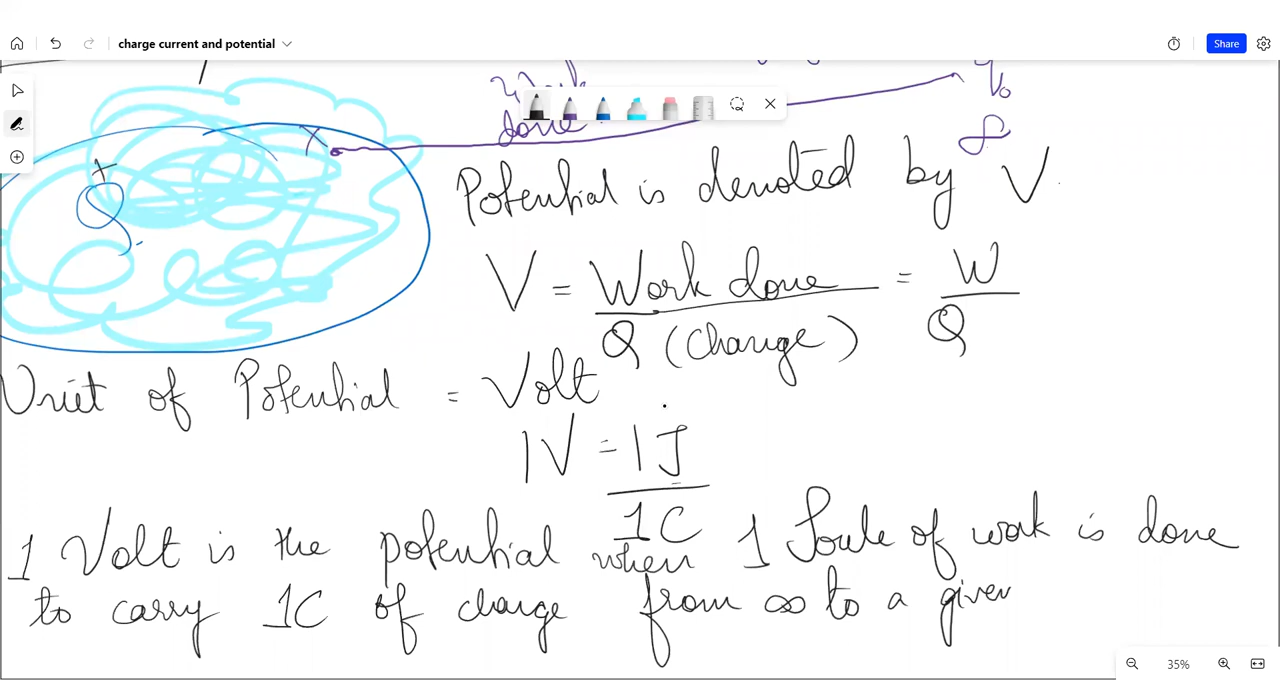 charge current and potential
Share
done
q₀
∞
X
+
Q
Potential is denoted by V.
V = Work done / Q (Charge) = W / Q
Unit of Potential = Volt
1V = 1J / 1C
1 Volt is the potential when 1 Joule of work is done
to carry 1C of charge from ∞ to a given
35%